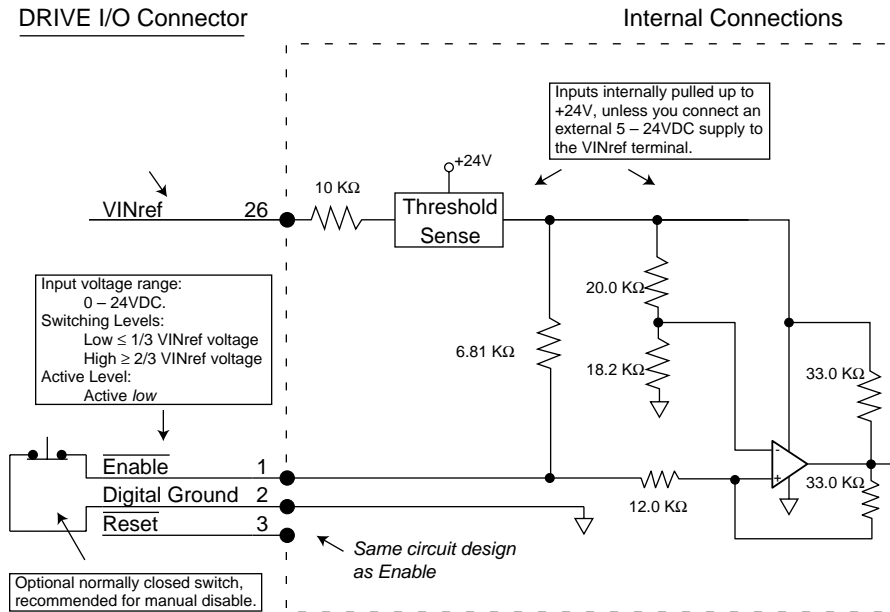 DRIVE I/O Connector
Internal Connections
Inputs internally pulled up to
+24V, unless you connect an
external 5 – 24VDC supply to
the VINref terminal.
+24V
10 KΩ
VINref 26
Threshold
Sense
Input voltage range:
0 – 24VDC.
Switching Levels:
Low ≤ 1/3 VINref voltage
High ≥ 2/3 VINref voltage
Active Level:
Active low
20.0 KΩ
6.81 KΩ
18.2 KΩ
33.0 KΩ
-
+
Enable 1
Digital Ground 2
Reset 3
12.0 KΩ
33.0 KΩ
Same circuit design
as Enable
Optional normally closed switch,
recommended for manual disable.